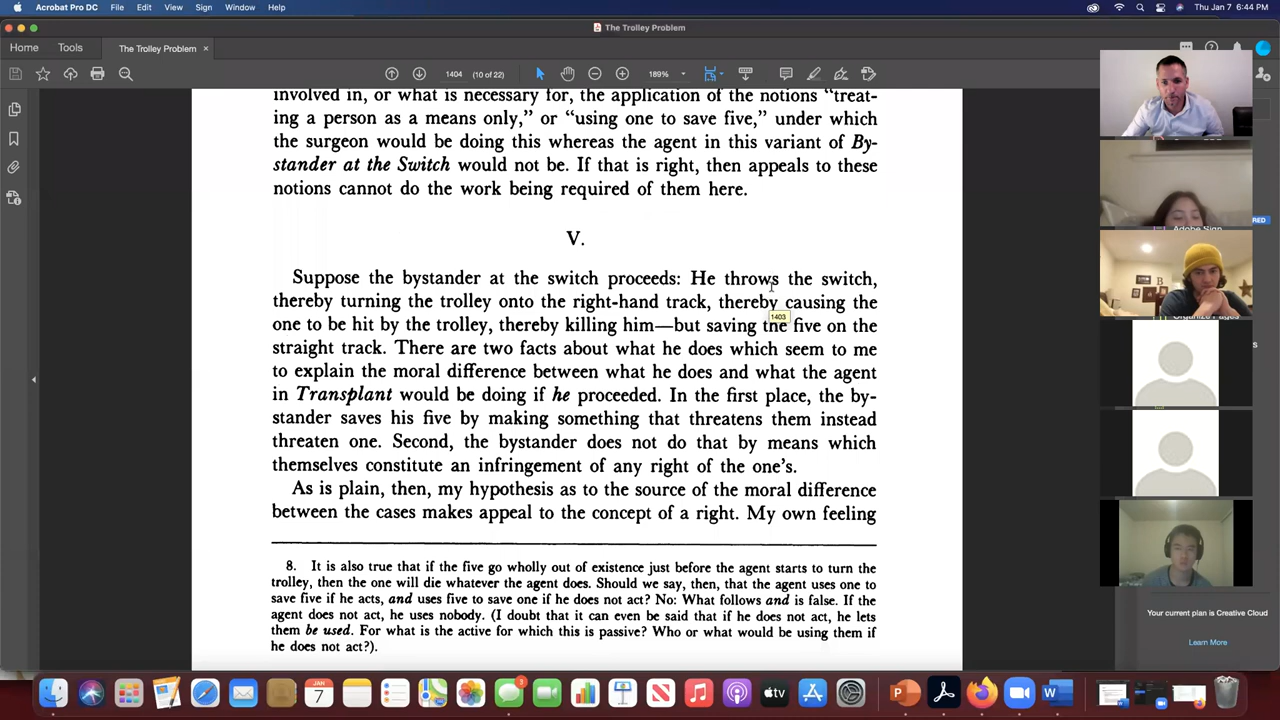 Acrobat Pro DC File Edit View Sign Window Help Thu Jan 7 6:44 PM
The Trolley Problem
Home Tools The Trolley Problem ×
1404 (10 of 22) 189%
involved in, or what is necessary for, the application of the notions “treat-
ing a person as a means only,” or “using one to save five,” under which
the surgeon would be doing this whereas the agent in this variant of By-
stander at the Switch would not be. If that is right, then appeals to these
notions cannot do the work being required of them here.
V.
Suppose the bystander at the switch proceeds: He throws the switch,
thereby turning the trolley onto the right-hand track, thereby causing the
1403
one to be hit by the trolley, thereby killing him—but saving the five on the
straight track. There are two facts about what he does which seem to me
to explain the moral difference between what he does and what the agent
in Transplant would be doing if he proceeded. In the first place, the by-
stander saves his five by making something that threatens them instead
threaten one. Second, the bystander does not do that by means which
themselves constitute an infringement of any right of the one’s.
As is plain, then, my hypothesis as to the source of the moral difference
between the cases makes appeal to the concept of a right. My own feeling
8. It is also true that if the five go wholly out of existence just before the agent starts to turn the
trolley, then the one will die whatever the agent does. Should we say, then, that the agent uses one to
save five if he acts, and uses five to save one if he does not act? No: What follows and is false. If the
agent does not act, he uses nobody. (I doubt that it can even be said that if he does not act, he lets
them be used. For what is the active for which this is passive? Who or what would be using them if
he does not act?).
Adobe Sign
Organize Pages
Your current plan is Creative Cloud
Learn More
JAN
7
3
tv